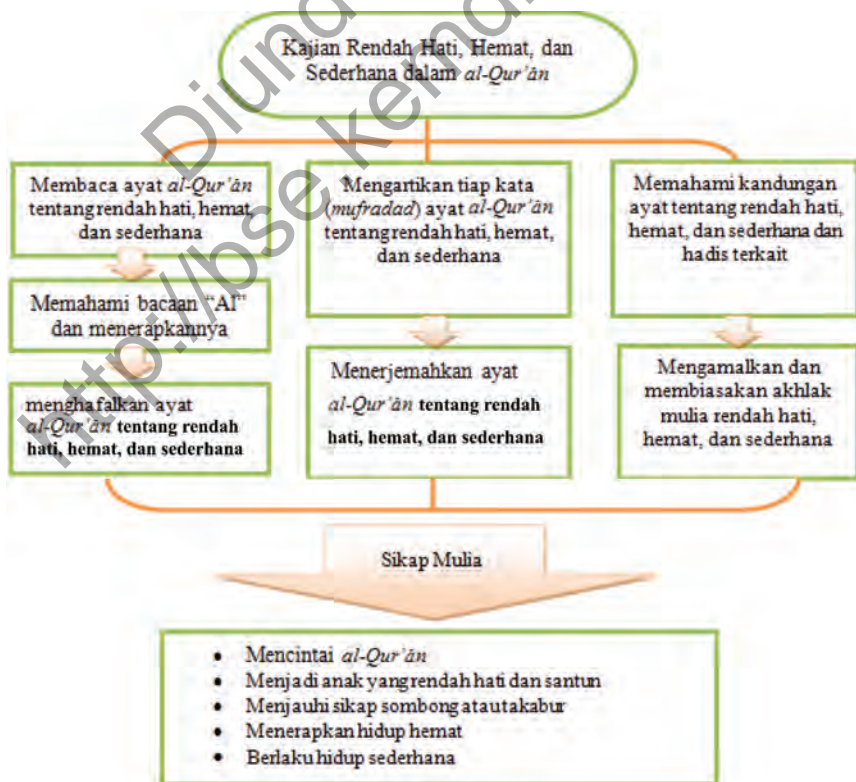 Kajian Rendah Hati, Hemat, dan
Sederhana dalam al-Qur'ān
Membaca ayat al-Qur'ān
tentang rendah hati, hemat,
dan sederhana
Memahami bacaan "Al"
dan menerapkannya
menghafalkan ayat
al-Qur'ān tentang rendah
hati, hemat, dan sederhana
Mengartikan tiap kata
(mufradad) ayat al-Qur'ān
tentang rendah hati, hemat,
dan sederhana
Menerjemahkan ayat
al-Qur'ān tentang rendah
hati, hemat, dan sederhana
Memahami kandungan
ayat tentang rendah hati,
hemat, dan sederhana dan
hadis terkait
Mengamalkan dan
membiasakan akhlak
mulia rendah hati,
hemat, dan sederhana
Sikap Mulia
• Mencintai al-Qur'ān
• Menjadi anak yang rendah hati dan santun
• Menjauhi sikap sombong atau takabur
• Menerapkan hidup hemat
• Berlaku hidup sederhana